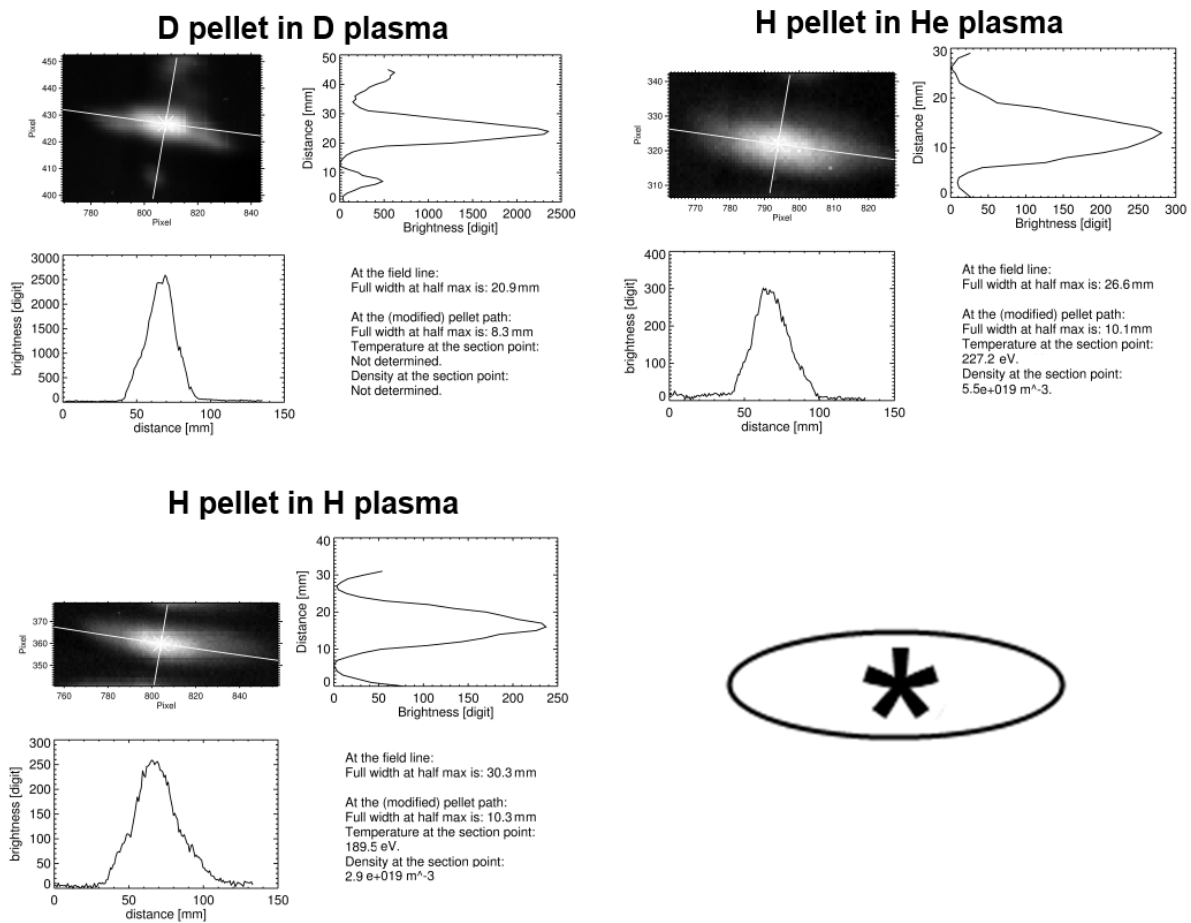 D pellet in D plasma
450
440
430
420
410
400
Pixel
780 800 820 840
Pixel
50
40
30
20
10
0
Distance [mm]
0 500 1000 1500 2000 2500
Brightness [digit]
3000
2500
2000
1500
1000
500
0
brightness [digit]
0 50 100 150
distance [mm]
At the field line:
Full width at half max is: 20.9 mm
At the (modified) pellet path:
Full width at half max is: 8.3 mm
Temperature at the section point:
Not determined.
Density at the section point:
Not determined.
H pellet in He plasma
340
330
320
310
Pixel
770 780 790 800 810 820
Pixel
30
20
10
0
Distance [mm]
0 50 100 150 200 250 300
Brightness [digit]
400
300
200
100
0
brightness [digit]
0 50 100 150
distance [mm]
At the field line:
Full width at half max is: 26.6 mm
At the (modified) pellet path:
Full width at half max is: 10.1mm
Temperature at the section point:
227.2 eV.
Density at the section point:
5.5e+019 m^-3.
H pellet in H plasma
370
360
350
Pixel
760 780 800 820 840
Pixel
40
30
20
10
0
Distance [mm]
0 50 100 150 200 250
Brightness [digit]
300
250
200
150
100
50
0
brightness [digit]
0 50 100 150
distance [mm]
At the field line:
Full width at half max is: 30.3 mm
At the (modified) pellet path:
Full width at half max is: 10.3 mm
Temperature at the section point:
189.5 eV.
Density at the section point:
2.9 e+019 m^-3
*